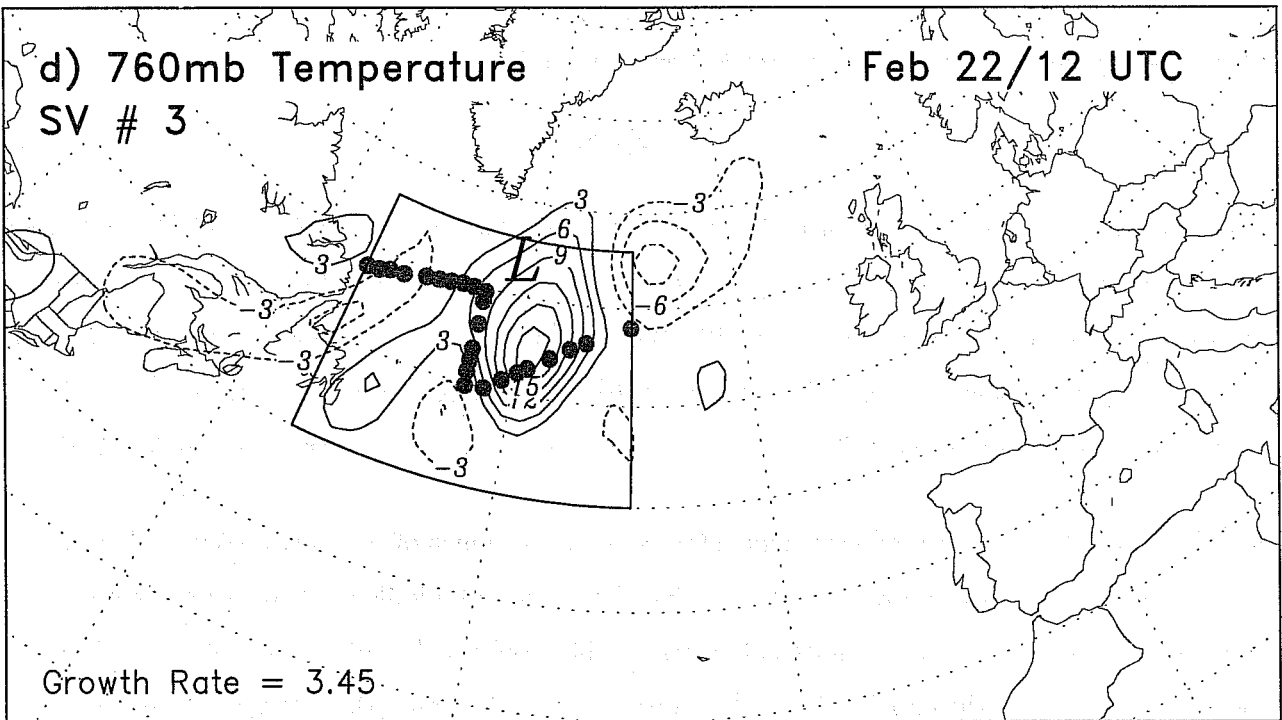 d) 760mb Temperature
Feb 22/12 UTC
SV # 3
3
-3
6
L
9
3
-3
-6
-3
3
15
12
-3
Growth Rate = 3.45